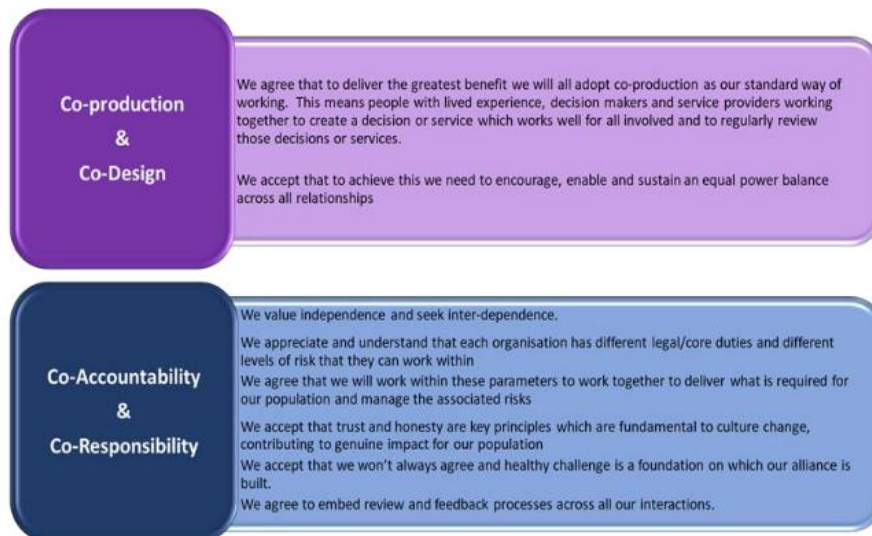 Co-production
&
Co-Design
We agree that to deliver the greatest benefit we will all adopt co-production as our standard way of
working.  This means people with lived experience, decision makers and service providers working
together to create a decision or service which works well for all involved and to regularly review
those decisions or services.
We accept that to achieve this we need to encourage, enable and sustain an equal power balance
across all relationships
Co-Accountability
&
Co-Responsibility
We value independence and seek inter-dependence.
We appreciate and understand that each organisation has different legal/core duties and different
levels of risk that they can work within
We agree that we will work within these parameters to work together to deliver what is required for
our population and manage the associated risks
We accept that trust and honesty are key principles which are fundamental to culture change,
contributing to genuine impact for our population
We accept that we won't always agree and healthy challenge is a foundation on which our alliance is
built.
We agree to embed review and feedback processes across all our interactions.